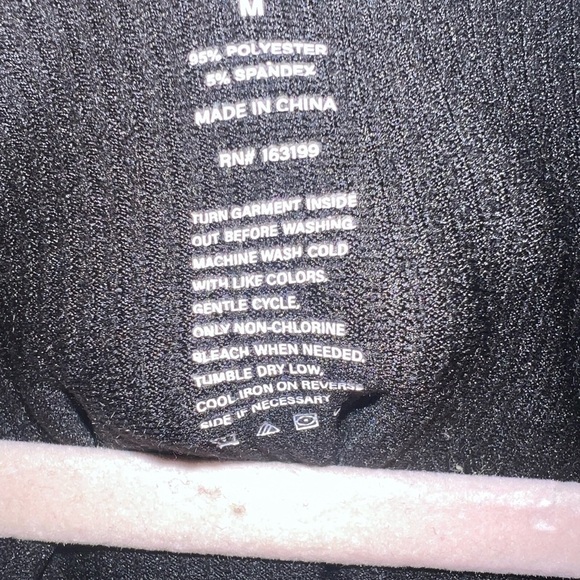 M
95% POLYESTER
5% SPANDEX
MADE IN CHINA
RN# 163199
TURN GARMENT INSIDE
OUT BEFORE WASHING.
MACHINE WASH COLD
WITH LIKE COLORS.
GENTLE CYCLE.
ONLY NON-CHLORINE
BLEACH WHEN NEEDED.
TUMBLE DRY LOW,
COOL IRON ON REVERSE
SIDE IF NECESSARY